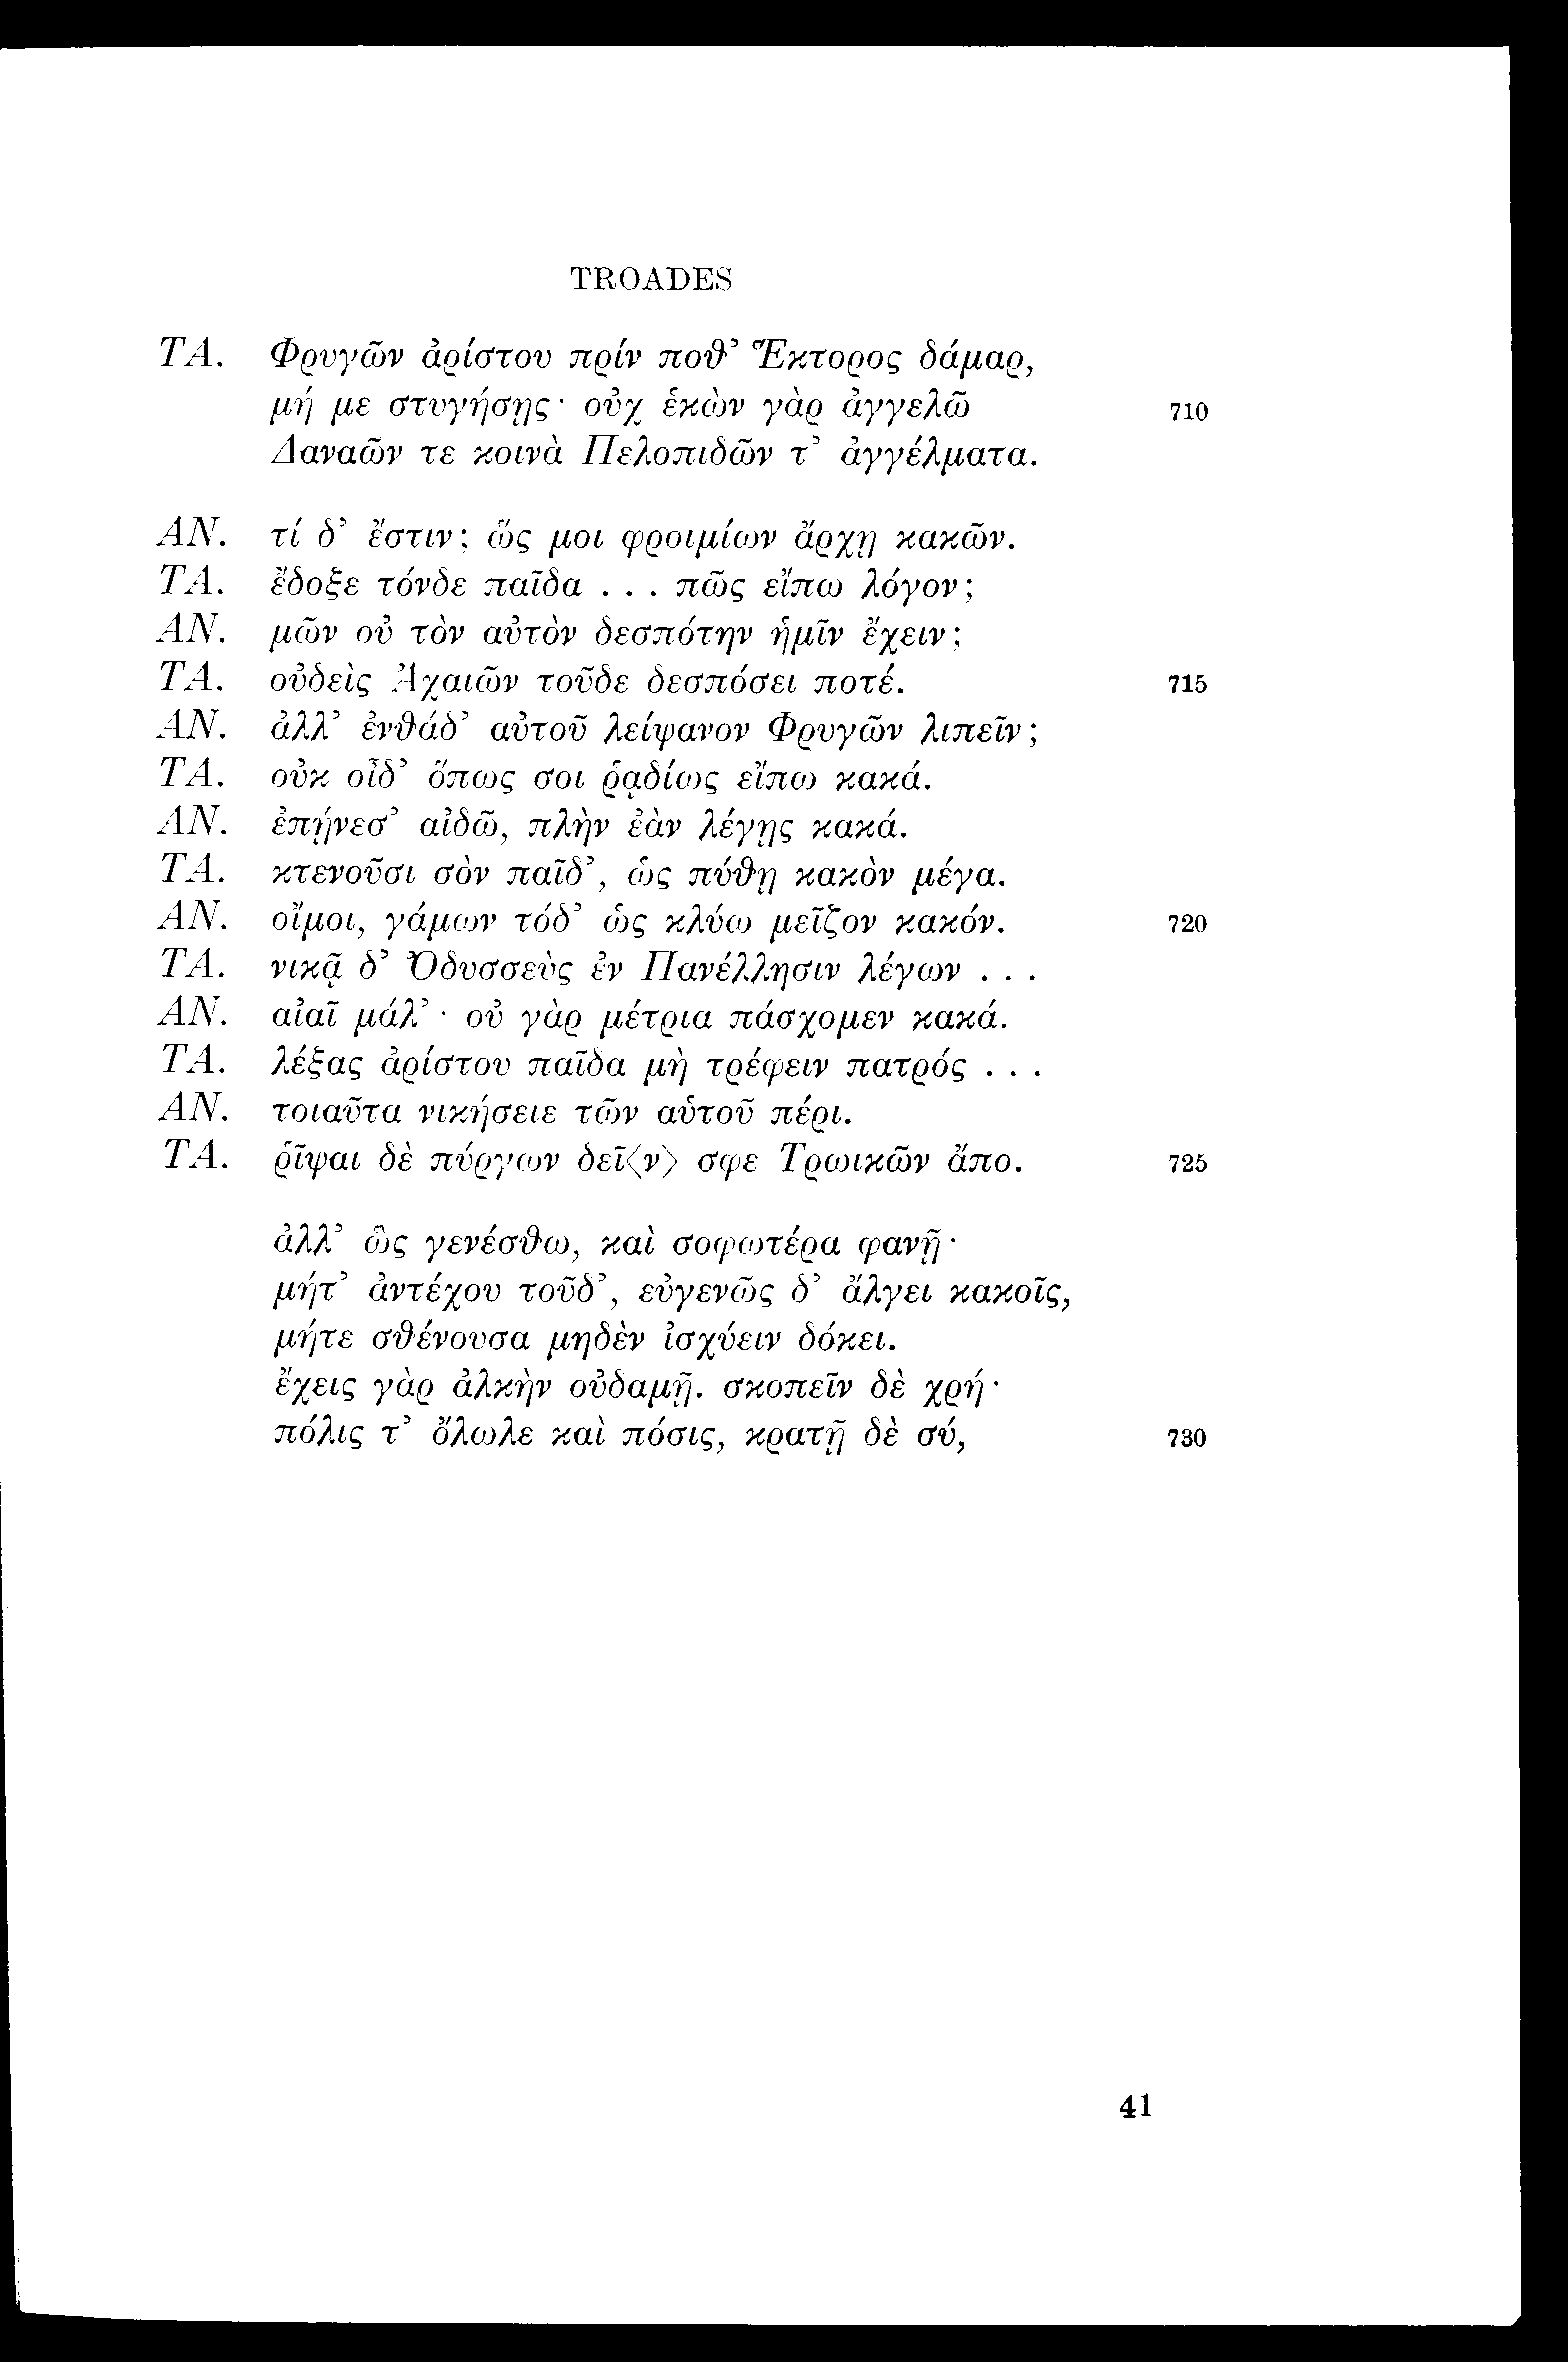 TROADES
ΤΑ. Φρυγῶν ἀρίστου πρίν ποθ’ Ἕκτορος δάμαρ,
μή με στυγήσῃς· οὐχ ἑκὼν γὰρ ἀγγελῶ 710
Δαναῶν τε κοινὰ Πελοπιδῶν τ’ ἀγγέλματα.
ΑΝ. τί δ’ ἔστιν; ὥς μοι φροιμίων ἄρχῃ κακῶν.
ΤΑ. ἔδοξε τόνδε παῖδα . . . πῶς εἴπω λόγον;
ΑΝ. μῶν οὐ τὸν αὐτὸν δεσπότην ἡμῖν ἔχειν;
ΤΑ. οὐδεὶς Ἀχαιῶν τοῦδε δεσπόσει ποτέ. 715
ΑΝ. ἀλλ’ ἐνθάδ’ αὐτοῦ λείψανον Φρυγῶν λιπεῖν;
ΤΑ. οὐκ οἶδ’ ὅπως σοι ῥᾳδίως εἴπω κακά.
ΑΝ. ἐπῄνεσ’ αἰδῶ, πλὴν ἐὰν λέγῃς κακά.
ΤΑ. κτενοῦσι σὸν παῖδ’, ὡς πύθῃ κακὸν μέγα.
ΑΝ. οἴμοι, γάμων τόδ’ ὡς κλύω μεῖζον κακόν. 720
ΤΑ. νικᾷ δ’ Ὀδυσσεὺς ἐν Πανέλλησιν λέγων . . .
ΑΝ. αἰαῖ μάλ’· οὐ γὰρ μέτρια πάσχομεν κακά.
ΤΑ. λέξας ἀρίστου παῖδα μὴ τρέφειν πατρός . . .
ΑΝ. τοιαῦτα νικήσειε τῶν αὑτοῦ πέρι.
ΤΑ. ῥῖψαι δὲ πύργων δεῖ⟨ν⟩ σφε Τρωικῶν ἄπο. 725
ἀλλ’ ὣς γενέσθω, καὶ σοφωτέρα φανῇ·
μήτ’ ἀντέχου τοῦδ’, εὐγενῶς δ’ ἄλγει κακοῖς,
μήτε σθένουσα μηδὲν ἰσχύειν δόκει.
ἔχεις γὰρ ἀλκὴν οὐδαμῇ. σκοπεῖν δὲ χρή·
πόλις τ’ ὄλωλε καὶ πόσις, κρατῇ δὲ σύ, 730
41